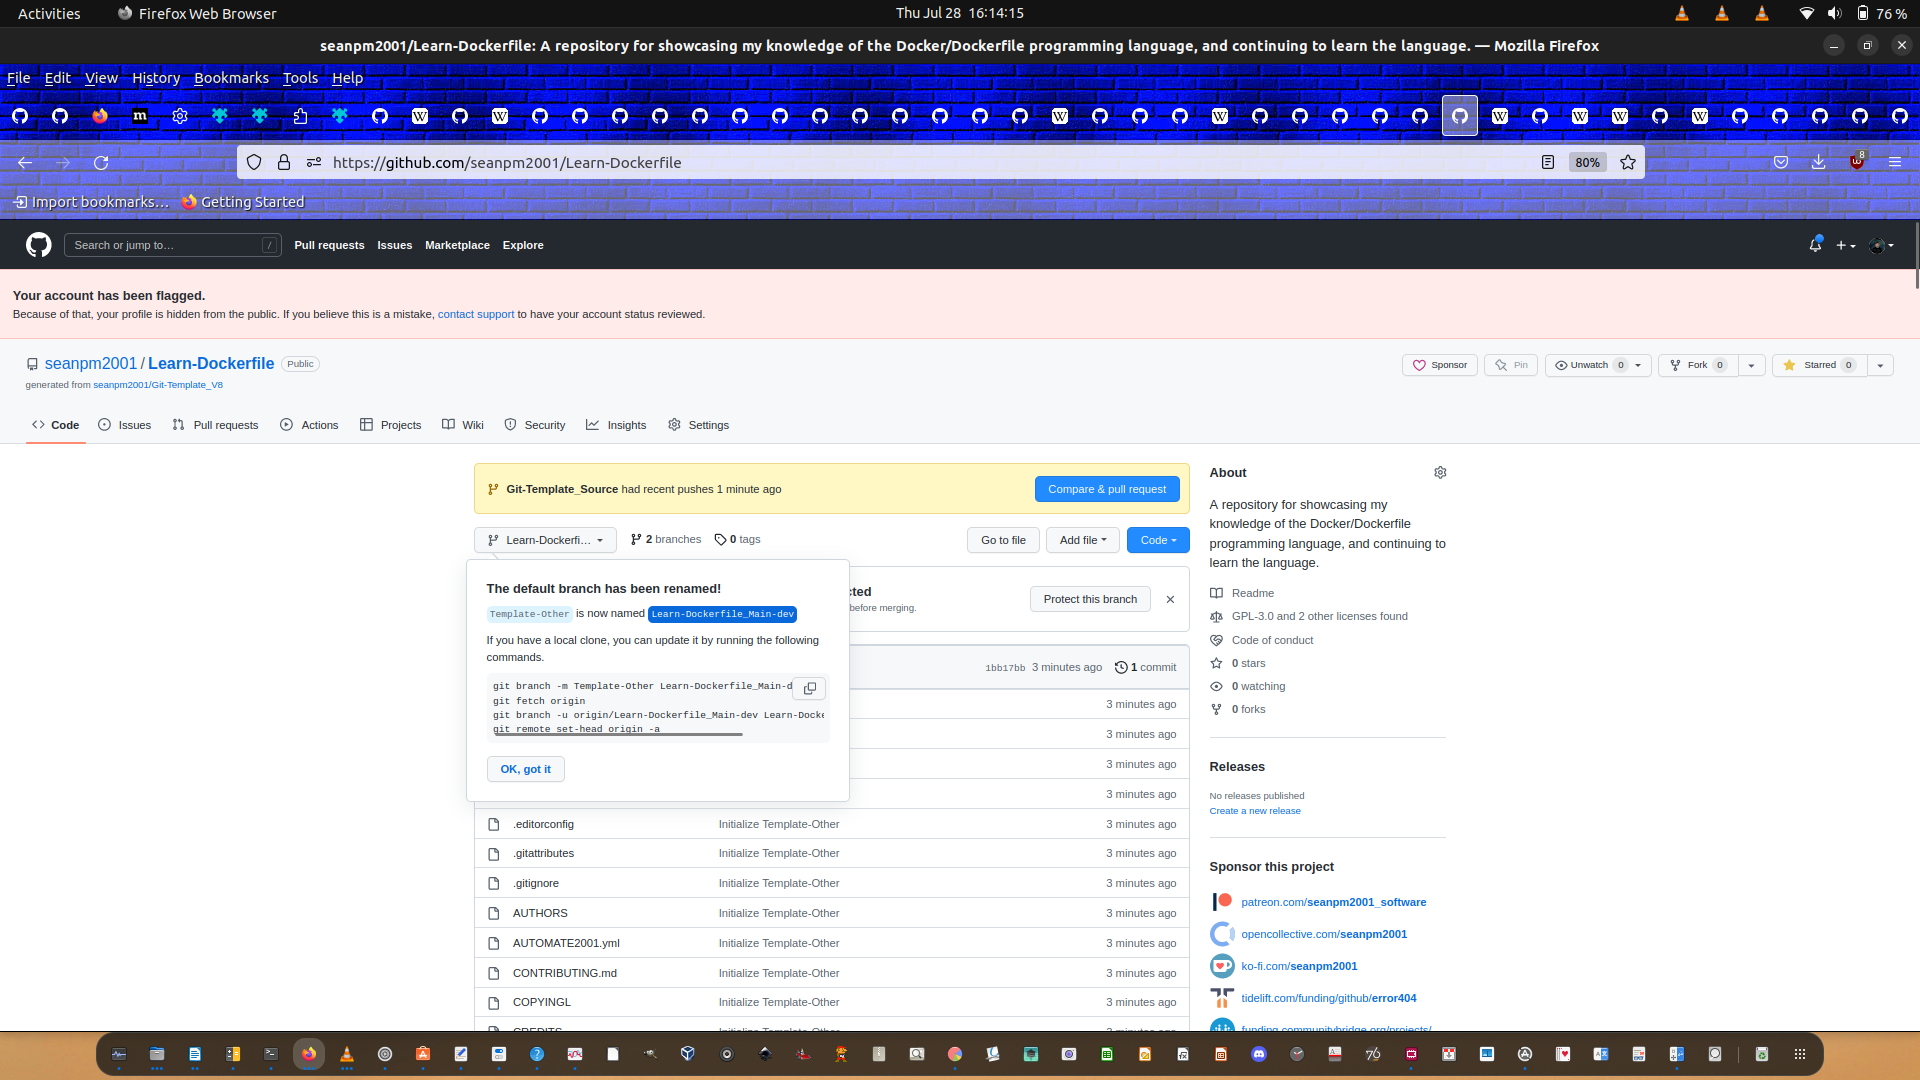 Activities
Firefox Web Browser
Thu Jul 28 16:14:15
76 %
seanpm2001/Learn-Dockerfile: A repository for showcasing my knowledge of the Docker/Dockerfile programming language, and continuing to learn the language. — Mozilla Firefox
File Edit View History Bookmarks Tools Help
https://github.com/seanpm2001/Learn-Dockerfile
80%
8
Import bookmarks…
Getting Started
Search or jump to…
/
Pull requests
Issues
Marketplace
Explore
Your account has been flagged.
Because of that, your profile is hidden from the public. If you believe this is a mistake, contact support to have your account status reviewed.
seanpm2001 / Learn-Dockerfile
Public
generated from seanpm2001/Git-Template_V8
Sponsor
Pin
Unwatch 0
Fork 0
Starred 0
Code
Issues
Pull requests
Actions
Projects
Wiki
Security
Insights
Settings
Git-Template_Source had recent pushes 1 minute ago
Compare & pull request
Learn-Dockerfi…
2 branches
0 tags
Go to file
Add file
Code
The default branch has been renamed!
Template-Other is now named Learn-Dockerfile_Main-dev
If you have a local clone, you can update it by running the following
commands.
git branch -m Template-Other Learn-Dockerfile_Main-d
git fetch origin
git branch -u origin/Learn-Dockerfile_Main-dev Learn-Docke
git remote set-head origin -a
OK, got it
cted
before merging.
Protect this branch
1bb17bb 3 minutes ago
1 commit
3 minutes ago
3 minutes ago
3 minutes ago
3 minutes ago
.editorconfig Initialize Template-Other 3 minutes ago
.gitattributes Initialize Template-Other 3 minutes ago
.gitignore Initialize Template-Other 3 minutes ago
AUTHORS Initialize Template-Other 3 minutes ago
AUTOMATE2001.yml Initialize Template-Other 3 minutes ago
CONTRIBUTING.md Initialize Template-Other 3 minutes ago
COPYINGL Initialize Template-Other 3 minutes ago
CREDITS Initialize Template-Other 3 minutes ago
About
A repository for showcasing my
knowledge of the Docker/Dockerfile
programming language, and continuing to
learn the language.
Readme
GPL-3.0 and 2 other licenses found
Code of conduct
0 stars
0 watching
0 forks
Releases
No releases published
Create a new release
Sponsor this project
patreon.com/seanpm2001_software
opencollective.com/seanpm2001
ko-fi.com/seanpm2001
tidelift.com/funding/github/error404
funding.communitybridge.org/projects/